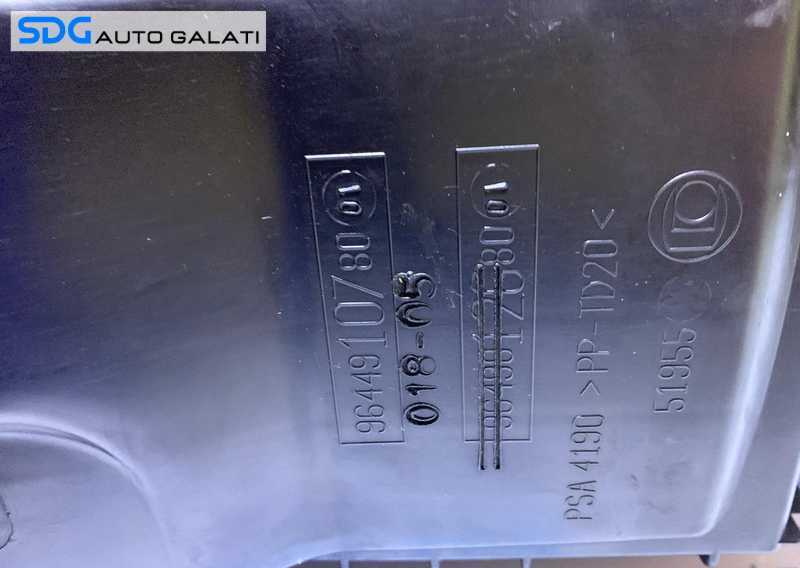 SDG AUTO GALATI
9644910780 01
018-05
80 01
PSA 4190 >PP-TD20<
51955